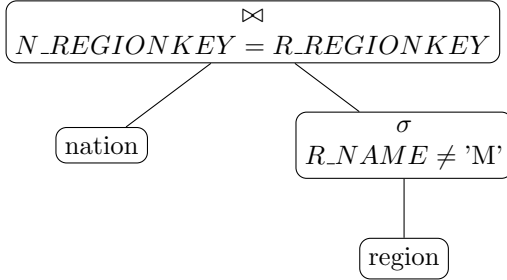 ⋈
N_REGIONKEY = R_REGIONKEY
nation
σ
R_NAME ≠ 'M'
region